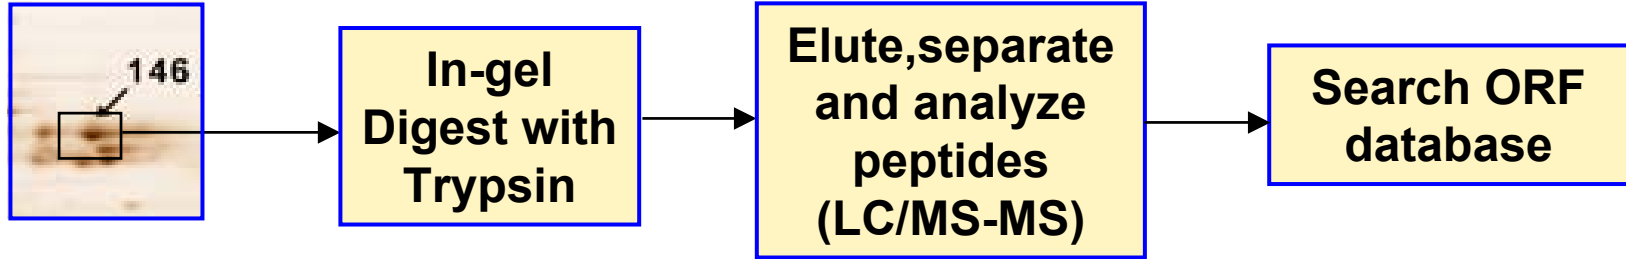 146
In-gel
Digest with
Trypsin
Elute,separate
and analyze
peptides
(LC/MS-MS)
Search ORF
database